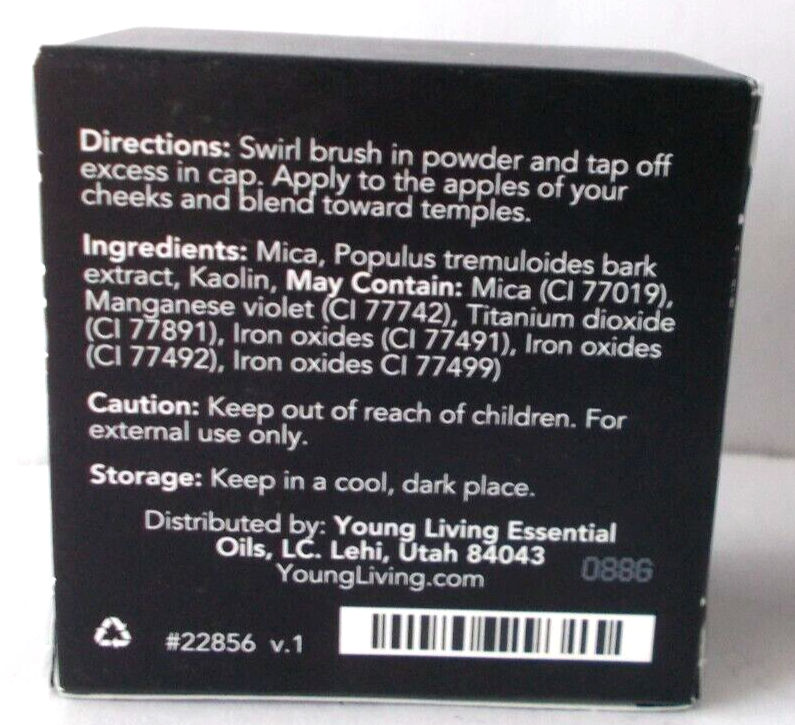 Directions: Swirl brush in powder and tap off
excess in cap. Apply to the apples of your
cheeks and blend toward temples.
Ingredients: Mica, Populus tremuloides bark
extract, Kaolin, May Contain: Mica (CI 77019),
Manganese violet (CI 77742), Titanium dioxide
(CI 77891), Iron oxides (CI 77491), Iron oxides
(CI 77492), Iron oxides CI 77499)
Caution: Keep out of reach of children. For
external use only.
Storage: Keep in a cool, dark place.
Distributed by: Young Living Essential
Oils, LC. Lehi, Utah 84043
YoungLiving.com
0886
#22856 v.1